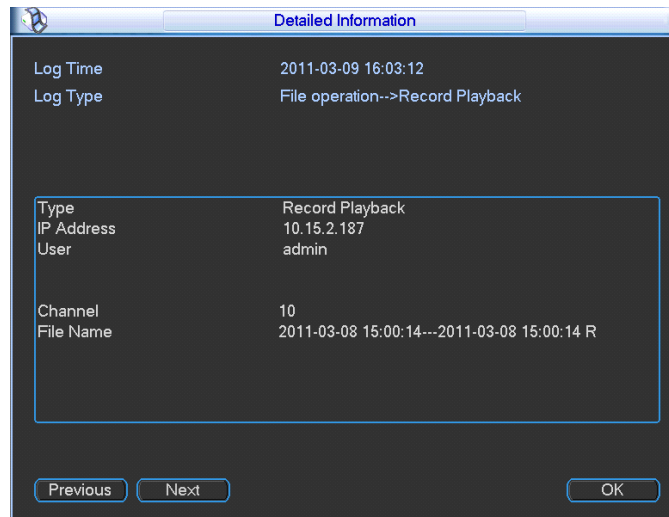 Detailed Information
Log Time 2011-03-09 16:03:12
Log Type File operation-->Record Playback
Type Record Playback
IP Address 10.15.2.187
User admin
Channel 10
File Name 2011-03-08 15:00:14---2011-03-08 15:00:14 R
Previous Next OK